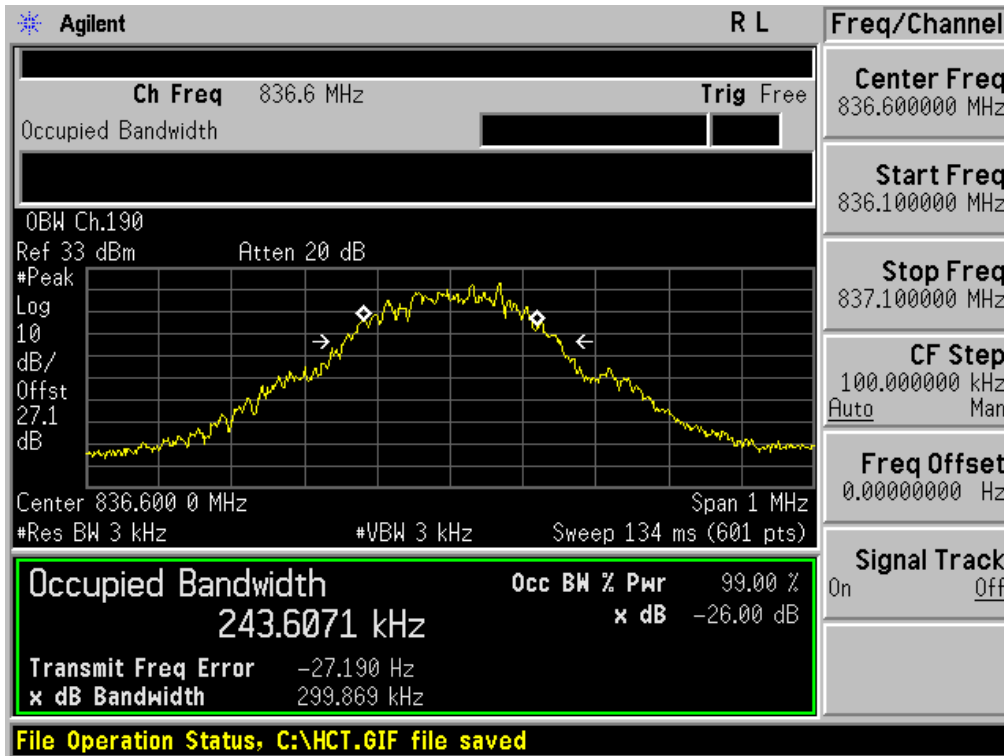 Agilent R L
Freq/Channel
Ch Freq 836.6 MHz Trig Free
Occupied Bandwidth
OBW Ch.190
Ref 33 dBm Atten 20 dB
#Peak
Log
10
dB/
Offst
27.1
dB
Center 836.600 0 MHz Span 1 MHz
#Res BW 3 kHz #VBW 3 kHz Sweep 134 ms (601 pts)
Occupied Bandwidth
243.6071 kHz
Occ BW % Pwr 99.00 %
x dB -26.00 dB
Transmit Freq Error -27.190 Hz
x dB Bandwidth 299.869 kHz
File Operation Status, C:\HCT.GIF file saved
Center Freq
836.600000 MHz
Start Freq
836.100000 MHz
Stop Freq
837.100000 MHz
CF Step
100.000000 kHz
Auto Man
Freq Offset
0.00000000 Hz
Signal Track
On Off